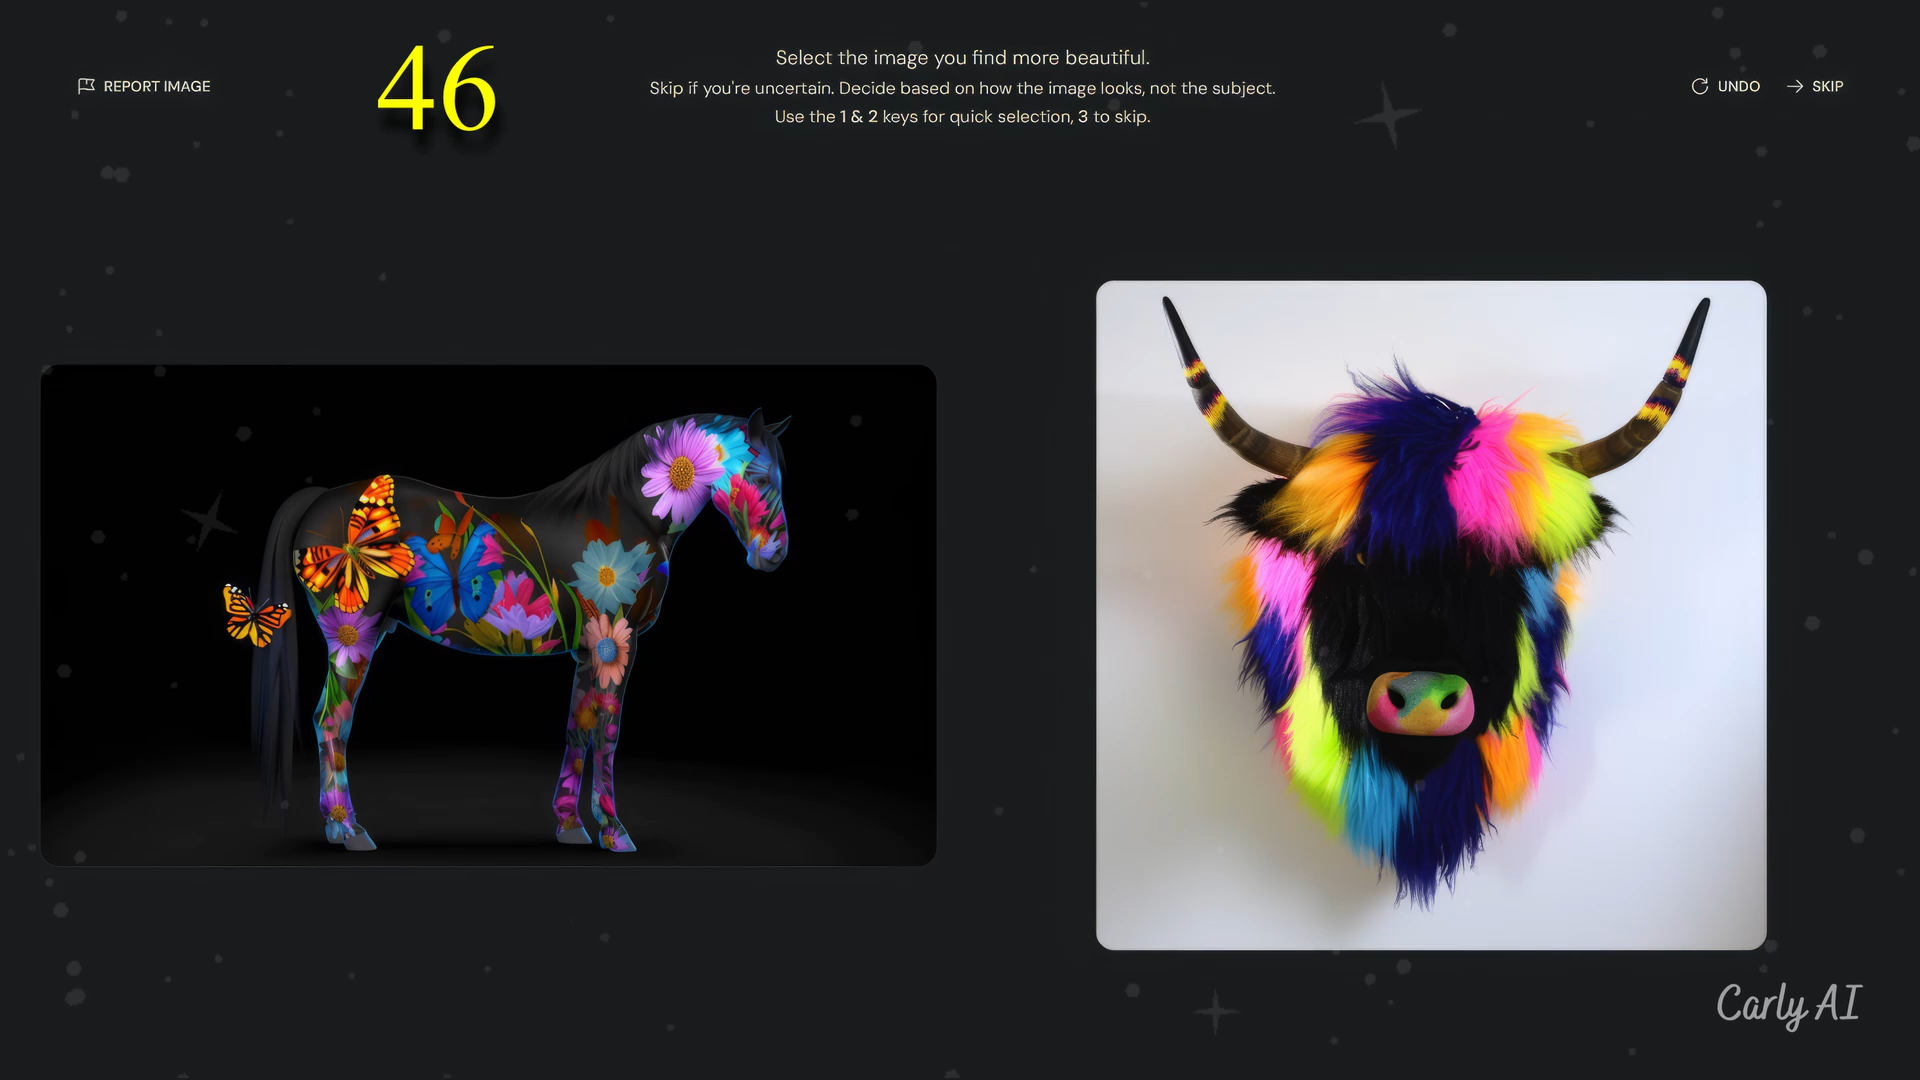 REPORT IMAGE
46
Select the image you find more beautiful.
Skip if you're uncertain. Decide based on how the image looks, not the subject.
Use the 1 & 2 keys for quick selection, 3 to skip.
UNDO
SKIP
Carly AI